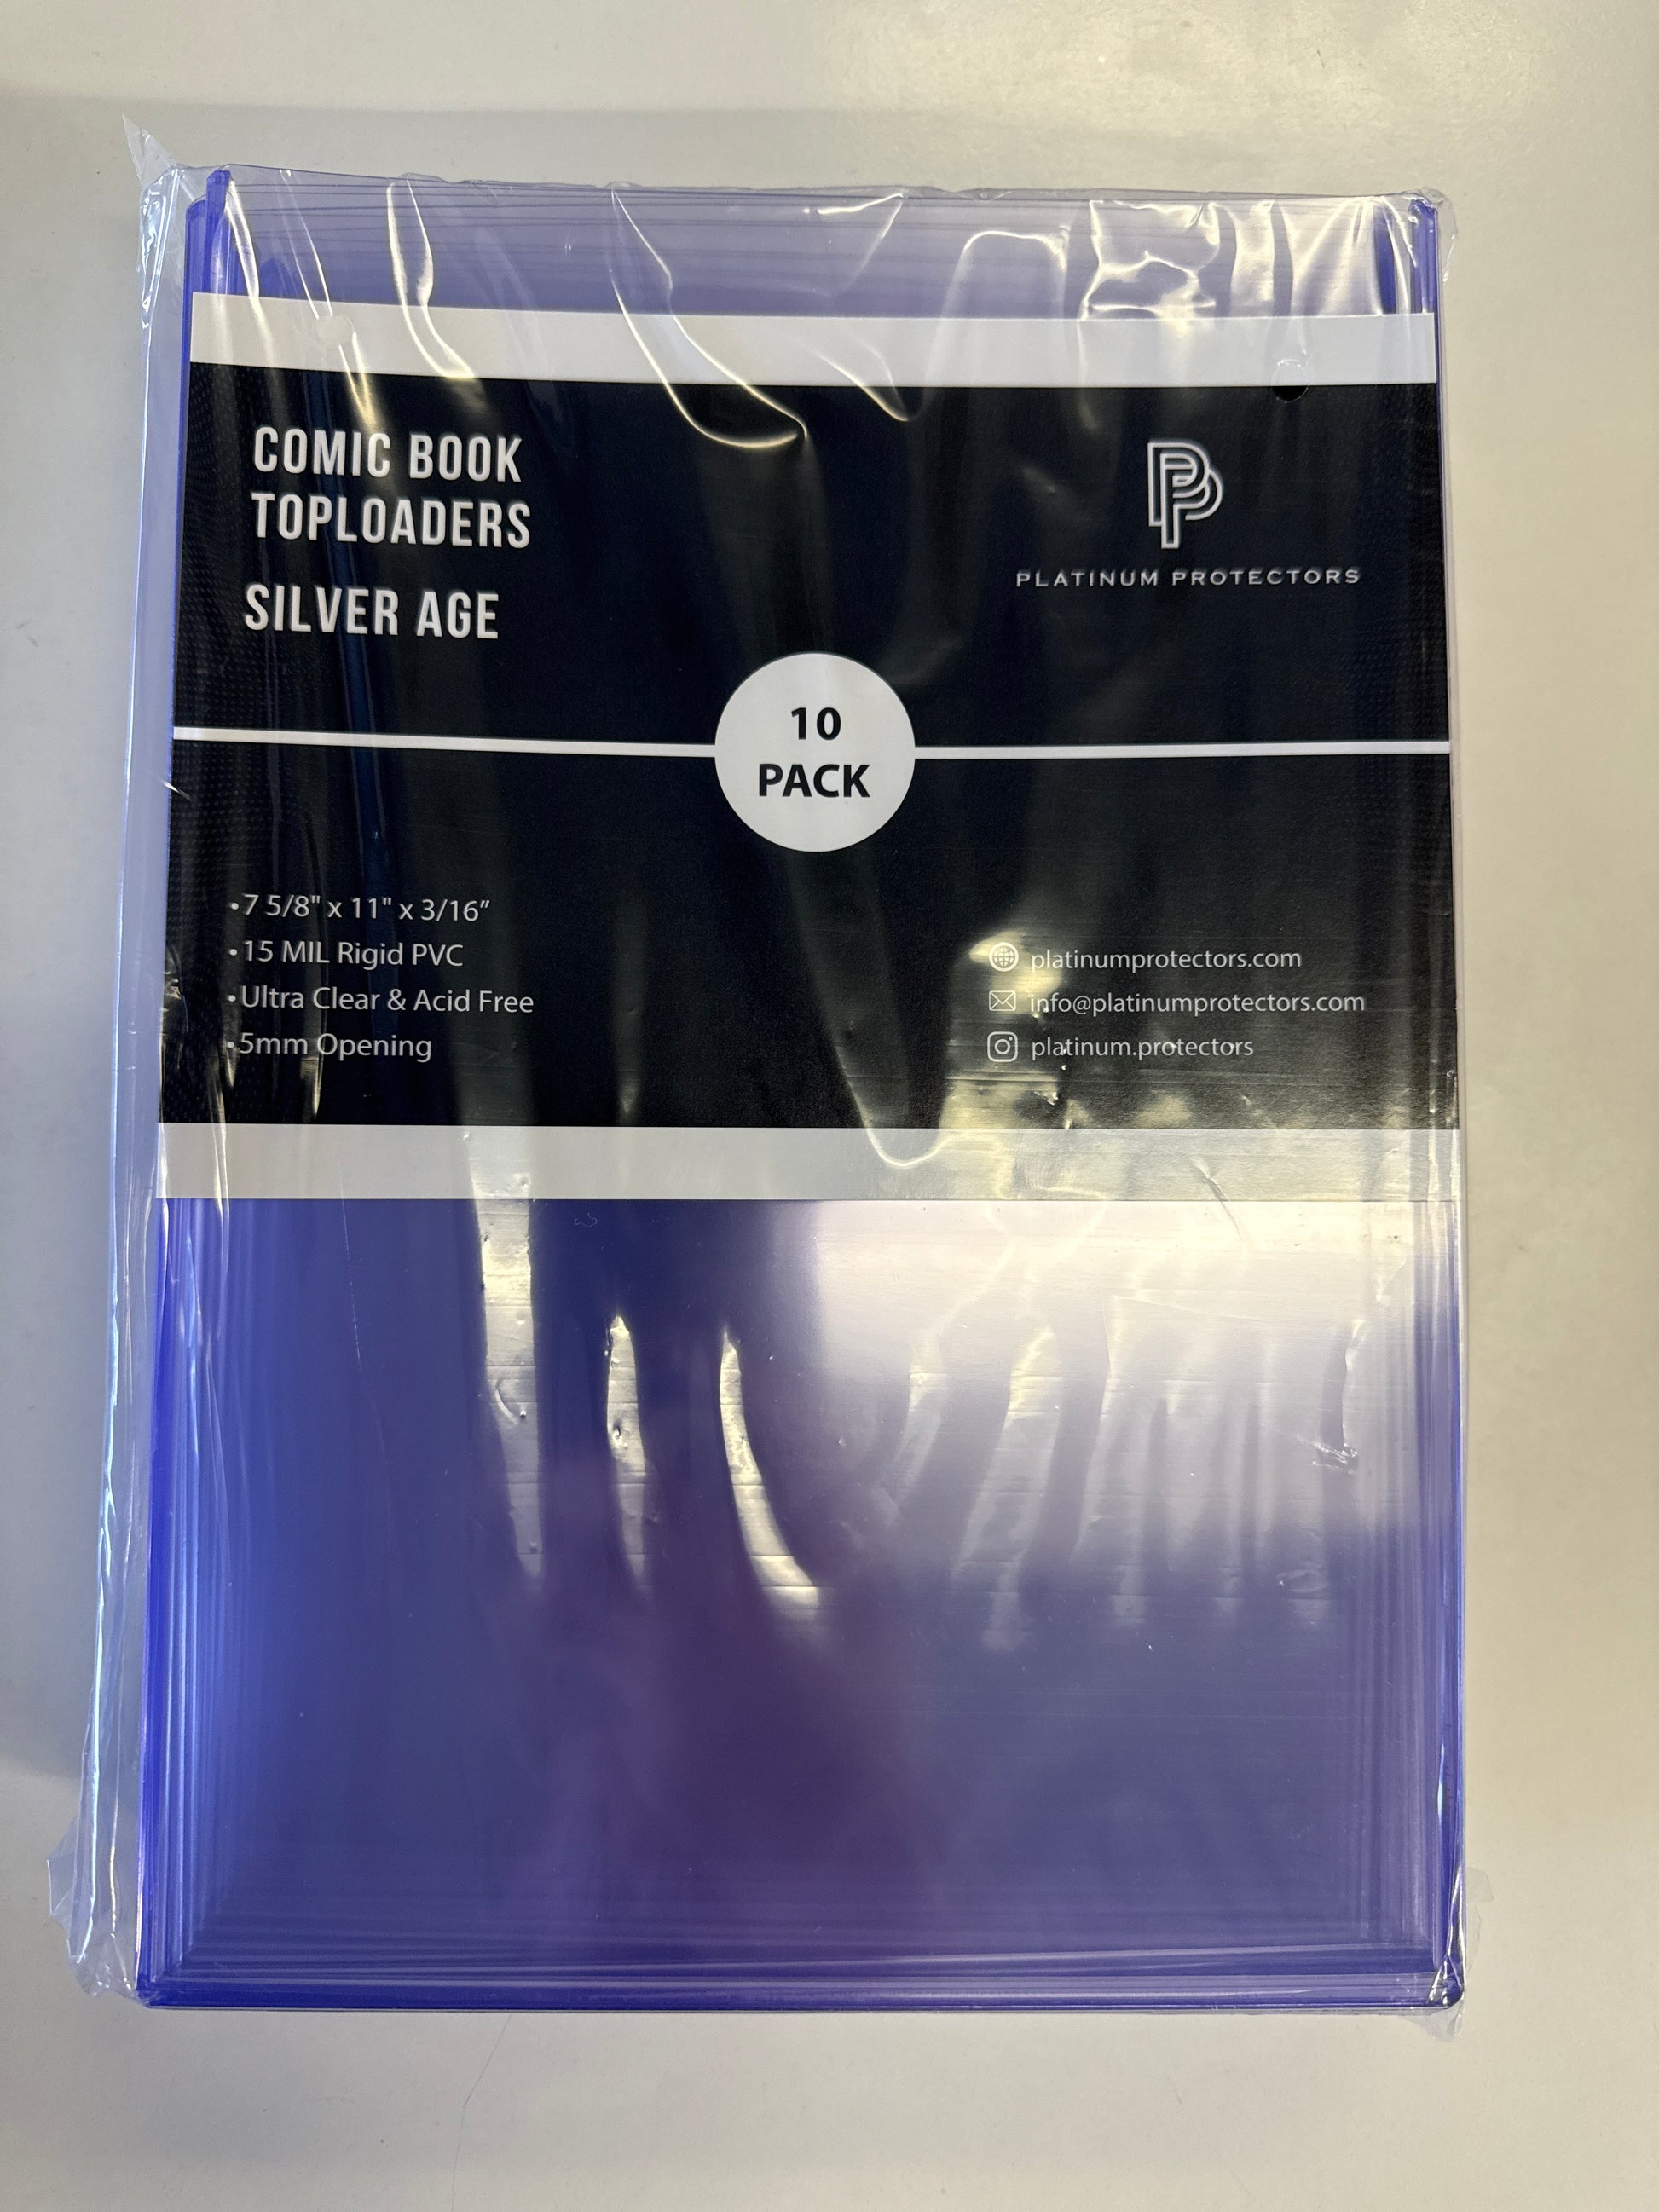 COMIC BOOK
TOPLOADERS
SILVER AGE
PP
PLATINUM PROTECTORS
10
PACK
•7 5/8" x 11" x 3/16”
•15 MIL Rigid PVC
•Ultra Clear & Acid Free
•5mm Opening
platinumprotectors.com
info@platinumprotectors.com
platinum.protectors